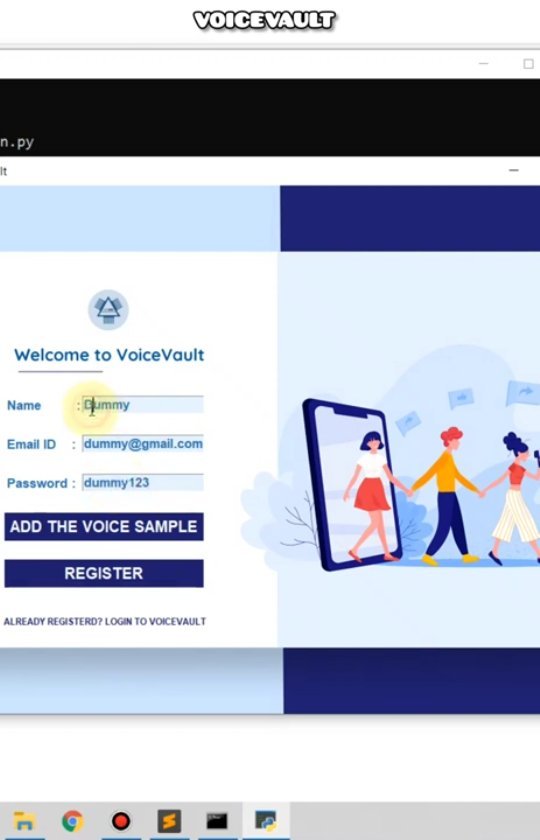 VOICEVAULT
n.py
lt
Welcome to VoiceVault
Name : Dummy
Email ID : dummy@gmail.com
Password : dummy123
ADD THE VOICE SAMPLE
REGISTER
ALREADY REGISTERD? LOGIN TO VOICEVAULT